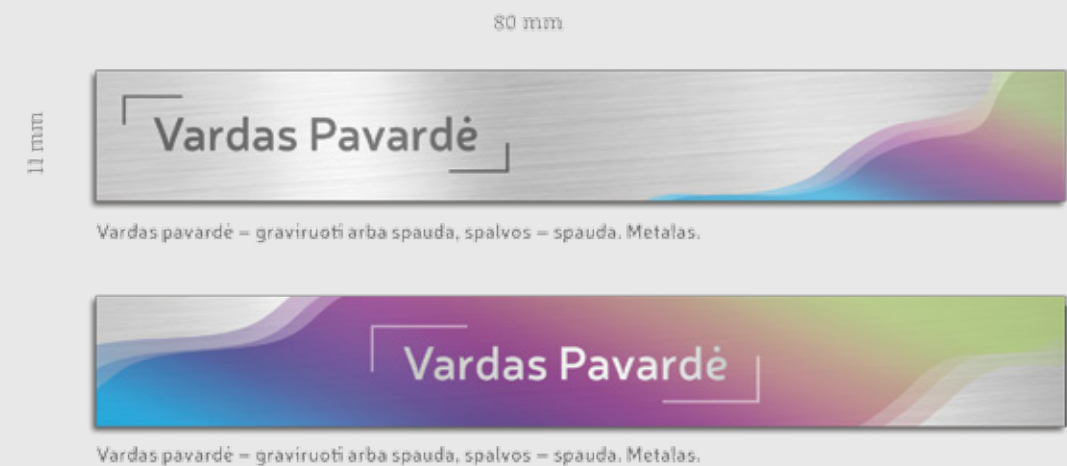 80 mm
11 mm
Vardas Pavardė
Vardas pavardė – graviruoti arba spauda, spalvos – spauda. Metalas.
Vardas Pavardė
Vardas pavardė – graviruoti arba spauda, spalvos – spauda. Metalas.